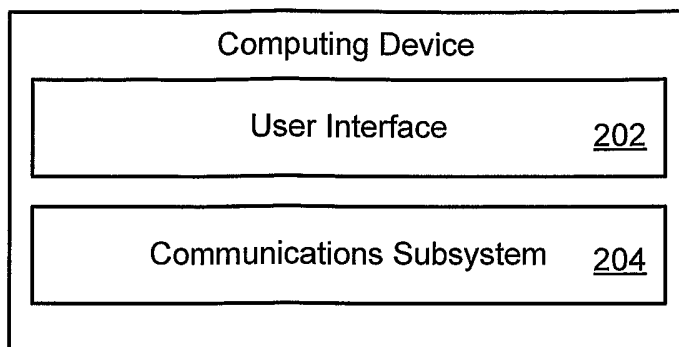 Computing Device
User Interface 202
Communications Subsystem 204